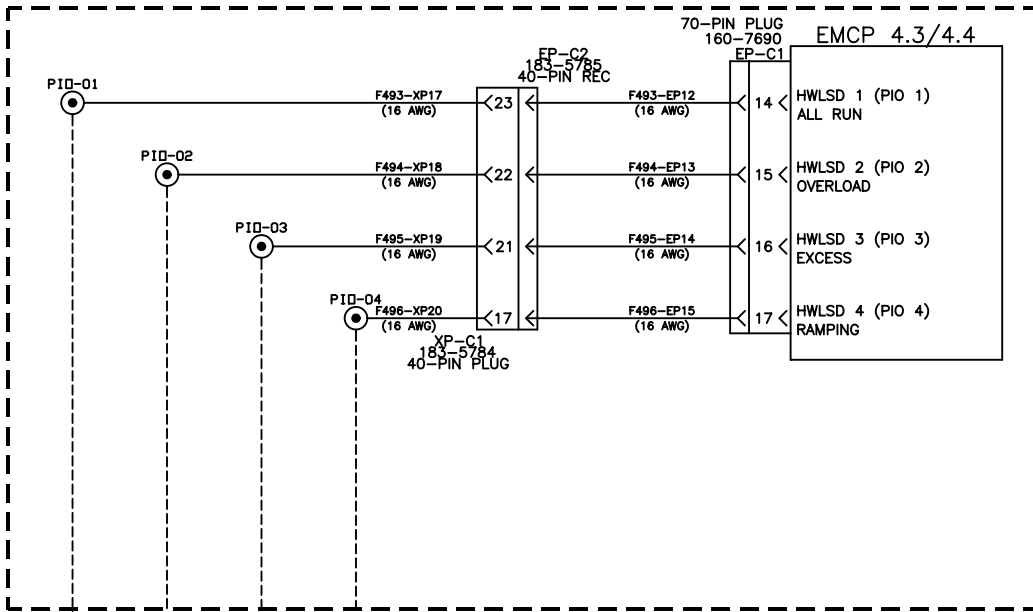 70-PIN PLUG
160-7690
EP-C1
EMCP 4.3/4.4
EP-C2
183-5785
40-PIN REC
PIO-01
F493-XP17
(16 AWG)
23
F493-EP12
(16 AWG)
14
HWLSD 1 (PIO 1)
ALL RUN
PIO-02
F494-XP18
(16 AWG)
22
F494-EP13
(16 AWG)
15
HWLSD 2 (PIO 2)
OVERLOAD
PIO-03
F495-XP19
(16 AWG)
21
F495-EP14
(16 AWG)
16
HWLSD 3 (PIO 3)
EXCESS
PIO-04
F496-XP20
(16 AWG)
17
F496-EP15
(16 AWG)
17
HWLSD 4 (PIO 4)
RAMPING
XP-C1
183-5784
40-PIN PLUG